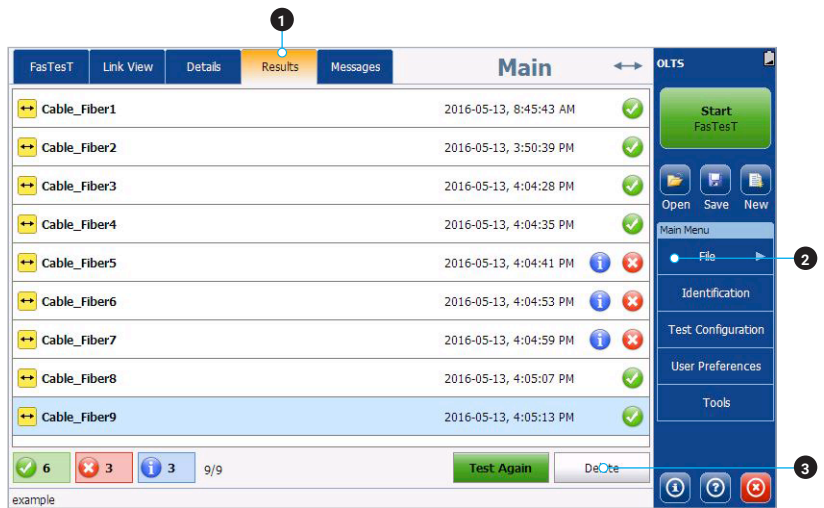 1
FasTesT Link View Details Results Messages Main OLTS
Cable_Fiber1 2016-05-13, 8:45:43 AM
Cable_Fiber2 2016-05-13, 3:50:39 PM
Cable_Fiber3 2016-05-13, 4:04:28 PM
Cable_Fiber4 2016-05-13, 4:04:35 PM
Cable_Fiber5 2016-05-13, 4:04:41 PM
Cable_Fiber6 2016-05-13, 4:04:53 PM
Cable_Fiber7 2016-05-13, 4:04:59 PM
Cable_Fiber8 2016-05-13, 4:05:07 PM
Cable_Fiber9 2016-05-13, 4:05:13 PM
6 3 3 9/9 Test Again Delete
example
Start
FasTesT
Open Save New
Main Menu
File
2
Identification
Test Configuration
User Preferences
Tools
3